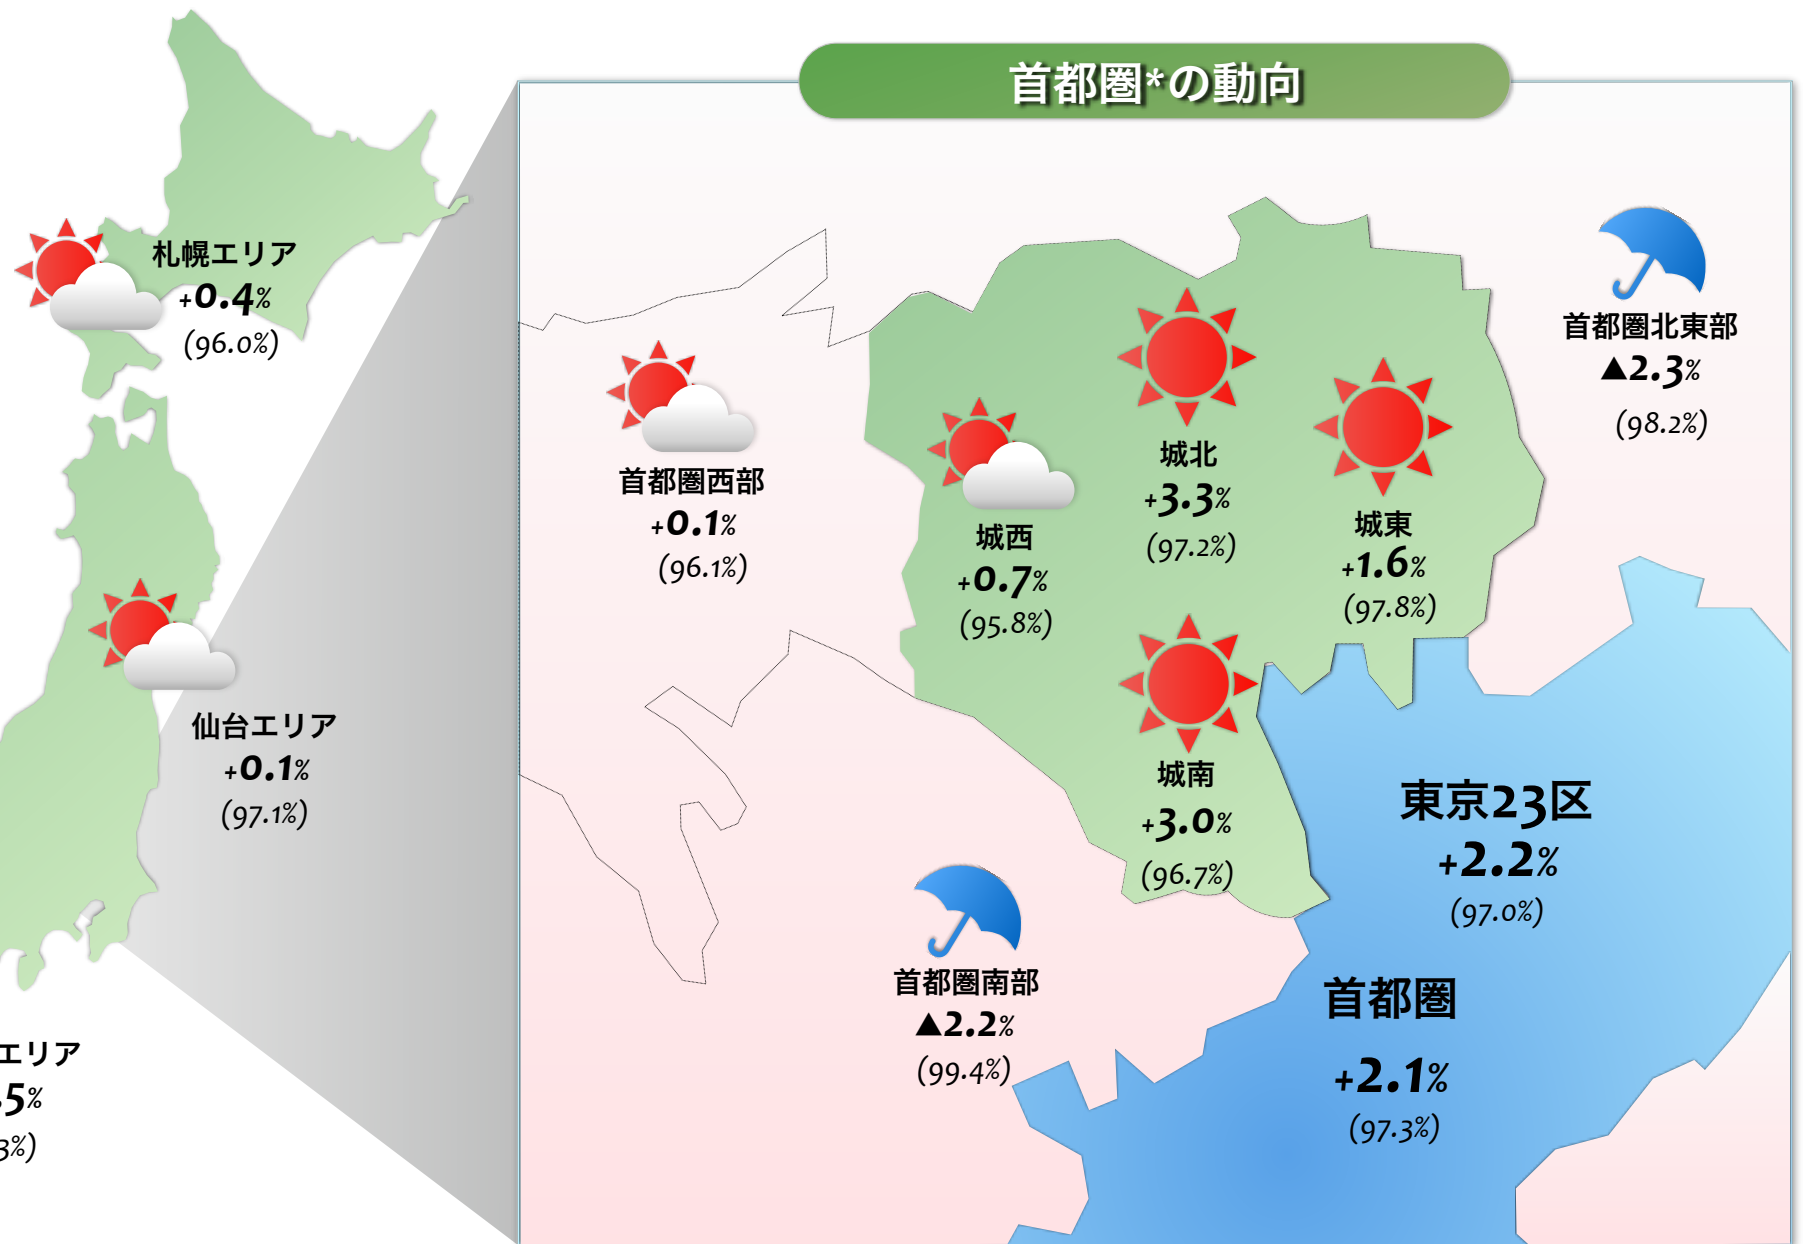 首都圏*の動向
札幌エリア
+0.4%
(96.0%)
仙台エリア
+0.1%
(97.1%)
エリア
.5%
3%)
首都圏西部
+0.1%
(96.1%)
城西
+0.7%
(95.8%)
城北
+3.3%
(97.2%)
城東
+1.6%
(97.8%)
首都圏北東部
▲2.3%
(98.2%)
城南
+3.0%
(96.7%)
首都圏南部
▲2.2%
(99.4%)
東京23区
+2.2%
(97.0%)
首都圏
+2.1%
(97.3%)